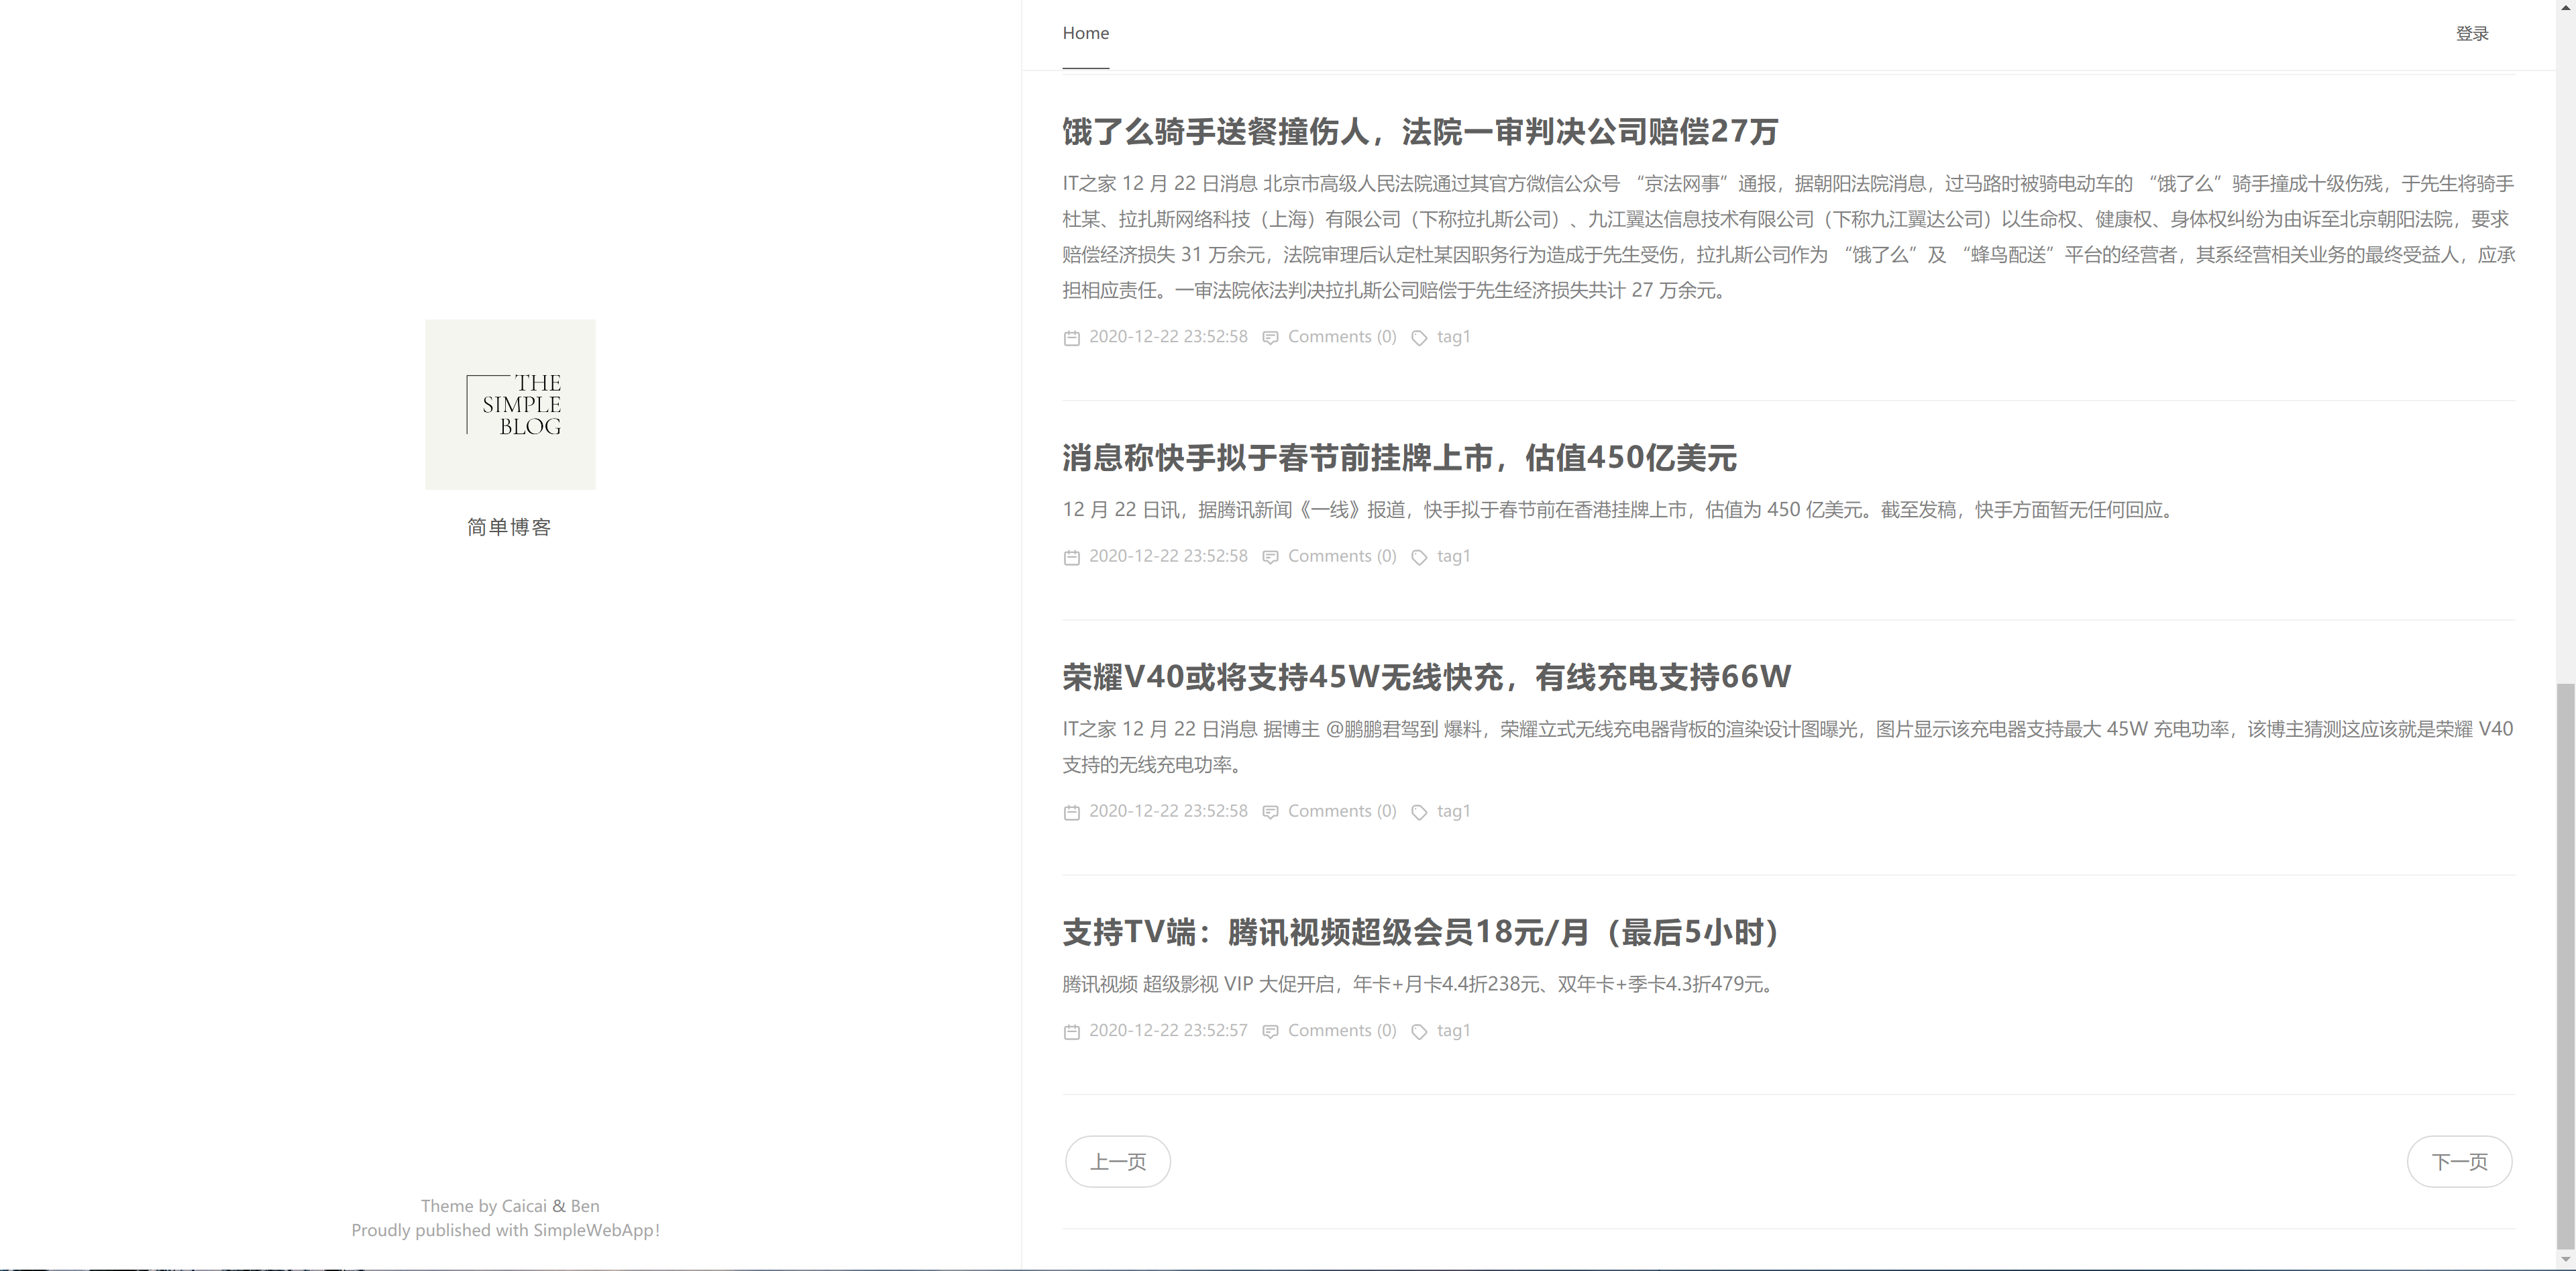 THE
SIMPLE
BLOG
简单博客
Theme by Caicai & Ben
Proudly published with SimpleWebApp!
Home
登录
饿了么骑手送餐撞伤人，法院一审判决公司赔偿27万
IT之家 12 月 22 日消息 北京市高级人民法院通过其官方微信公众号 “京法网事”通报，据朝阳法院消息，过马路时被骑电动车的 “饿了么”骑手撞成十级伤残，于先生将骑手
杜某、拉扎斯网络科技（上海）有限公司（下称拉扎斯公司）、九江翼达信息技术有限公司（下称九江翼达公司）以生命权、健康权、身体权纠纷为由诉至北京朝阳法院，要求
赔偿经济损失 31 万余元，法院审理后认定杜某因职务行为造成于先生受伤，拉扎斯公司作为 “饿了么”及 “蜂鸟配送”平台的经营者，其系经营相关业务的最终受益人，应承
担相应责任。一审法院依法判决拉扎斯公司赔偿于先生经济损失共计 27 万余元。
2020-12-22 23:52:58 Comments (0) tag1
消息称快手拟于春节前挂牌上市，估值450亿美元
12 月 22 日讯，据腾讯新闻《一线》报道，快手拟于春节前在香港挂牌上市，估值为 450 亿美元。截至发稿，快手方面暂无任何回应。
2020-12-22 23:52:58 Comments (0) tag1
荣耀V40或将支持45W无线快充，有线充电支持66W
IT之家 12 月 22 日消息 据博主 @鹏鹏君驾到 爆料，荣耀立式无线充电器背板的渲染设计图曝光，图片显示该充电器支持最大 45W 充电功率，该博主猜测这应该就是荣耀 V40
支持的无线充电功率。
2020-12-22 23:52:58 Comments (0) tag1
支持TV端：腾讯视频超级会员18元/月（最后5小时）
腾讯视频 超级影视 VIP 大促开启，年卡+月卡4.4折238元、双年卡+季卡4.3折479元。
2020-12-22 23:52:57 Comments (0) tag1
上一页
下一页